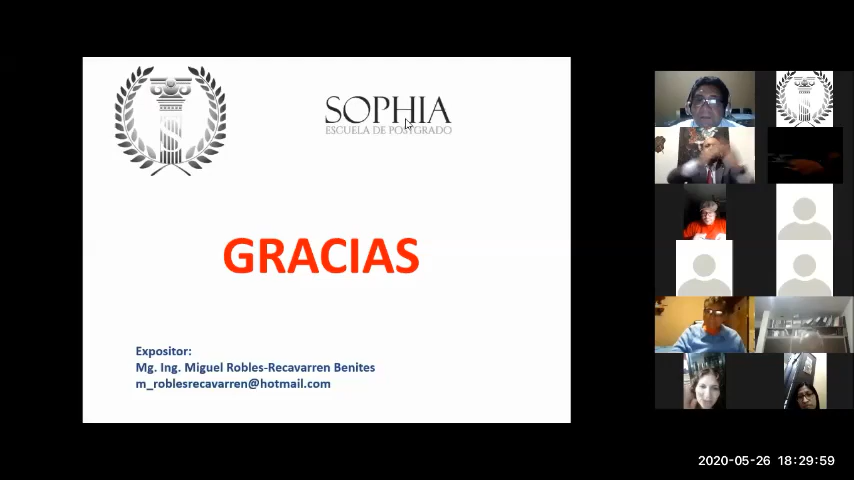 SOPHIA
ESCUELA DE POSTGRADO
GRACIAS
Expositor:
Mg. Ing. Miguel Robles-Recavarren Benites
m_roblesrecavarren@hotmail.com
2020-05-26 18:29:59